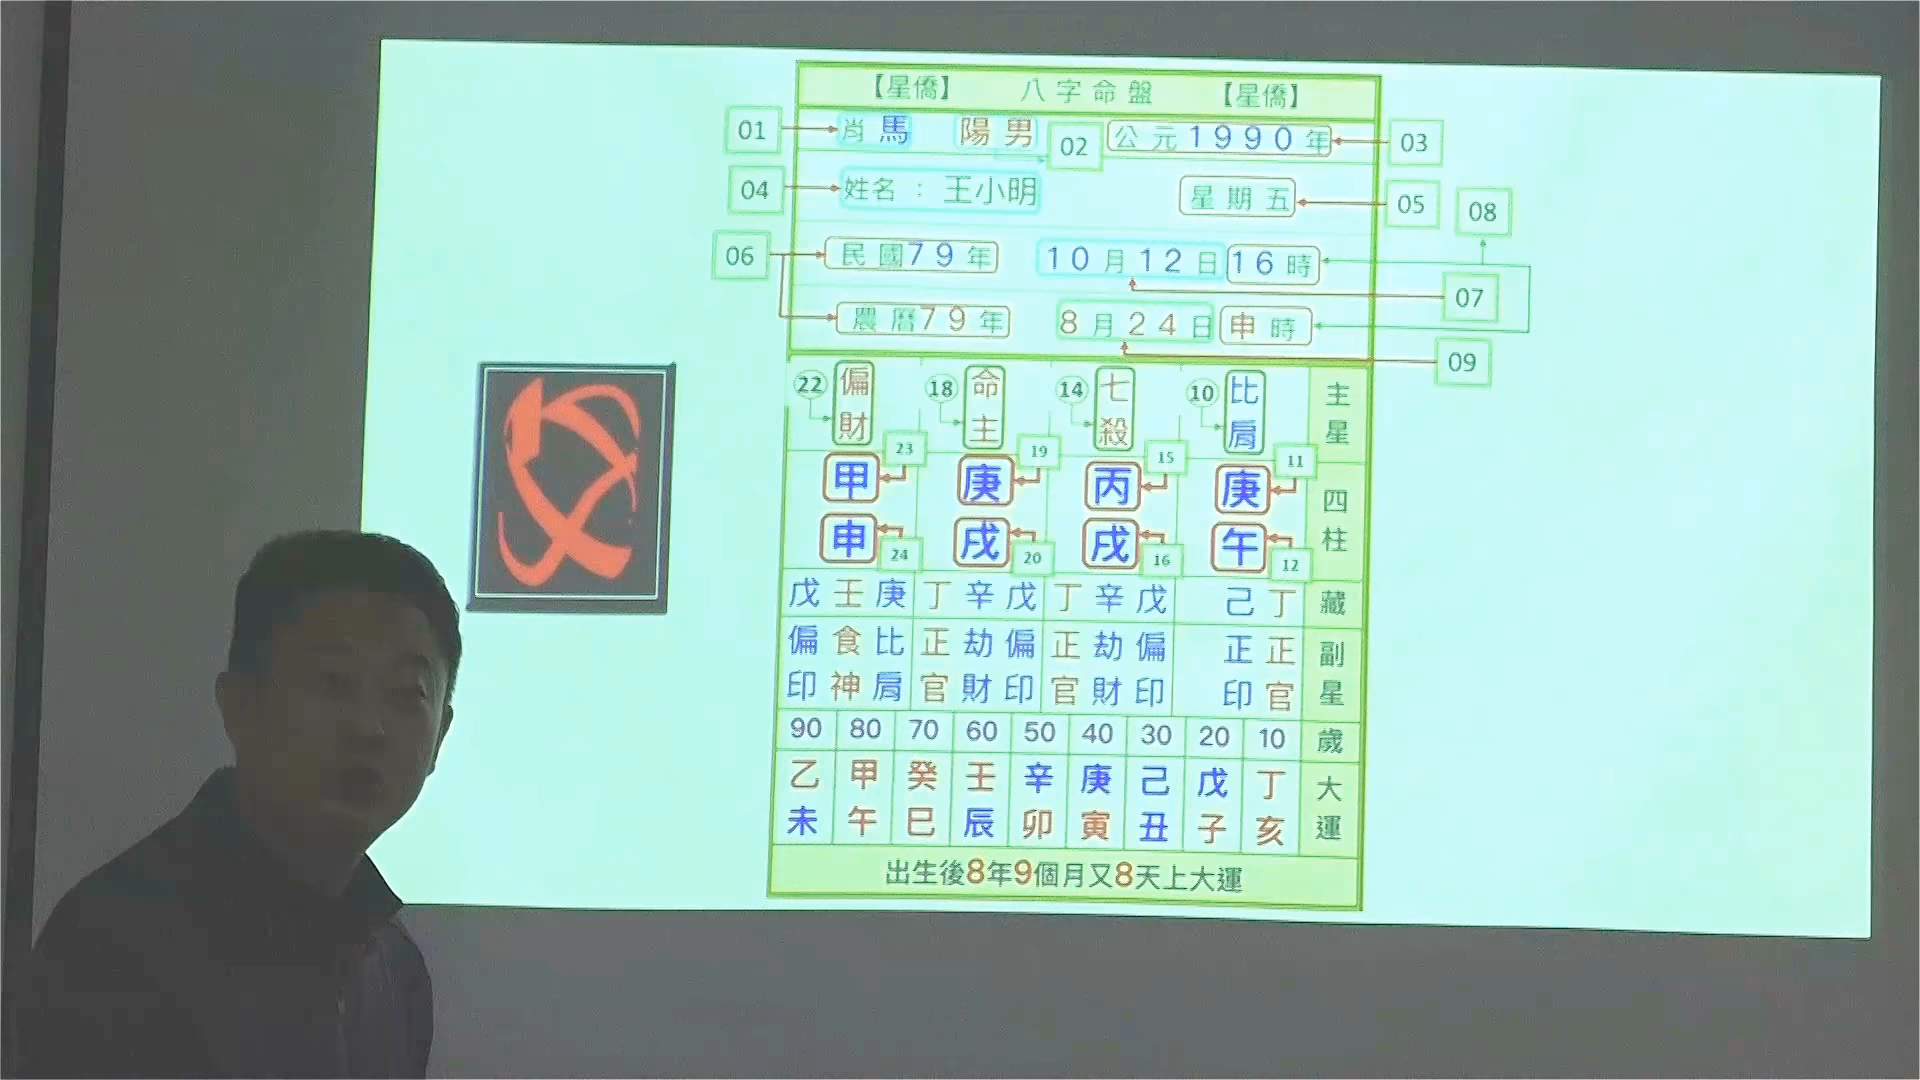 【星僑】 八字命盤 【星僑】
01 肖馬 陽男 02 公元1990年 03
04 姓名：王小明 星期五 05 08
06 民國79年 10月12日 16時 07
農曆79年 8月24日 申時 09
22 偏財 18 命主 14 七殺 10 比肩 主星
23 19 15 11
甲 庚 丙 庚 四柱
申 戌 戌 午
24 20 16 12
戊 壬 庚 丁 辛 戊 丁 辛 戊 己 丁 藏
偏印 食神 比肩 正官 劫財 偏印 正官 劫財 偏印 正印 正官 副星
90 80 70 60 50 40 30 20 10 歲
乙未 甲午 癸巳 壬辰 辛卯 庚寅 己丑 戊子 丁亥 大運
出生後8年9個月又8天上大運